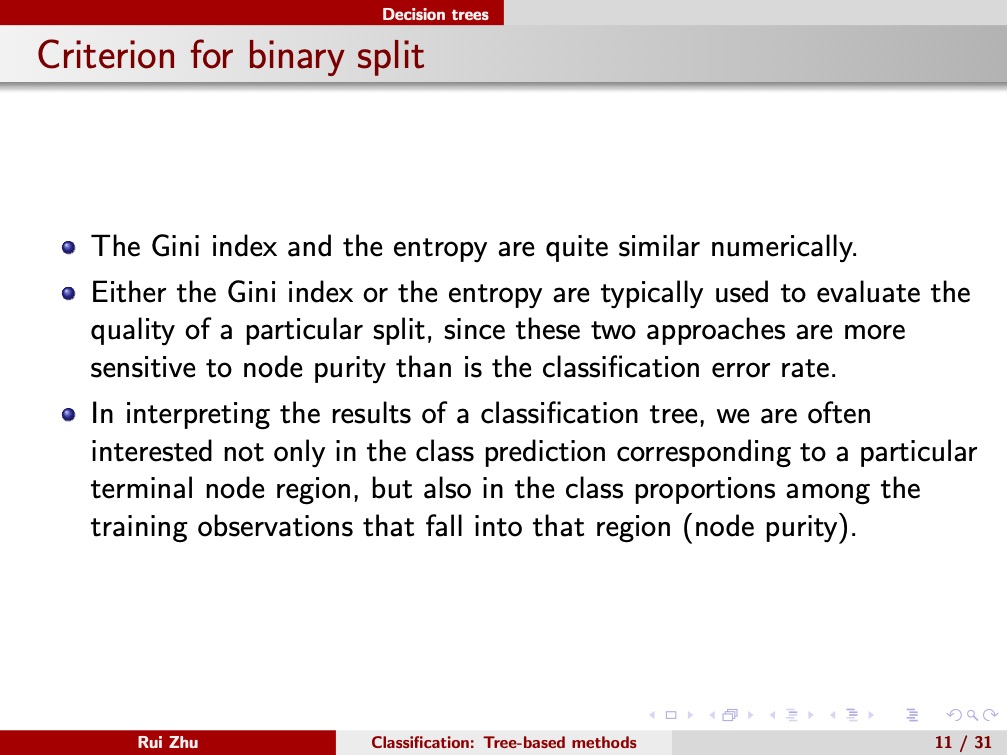 Decision trees
Criterion for binary split
The Gini index and the entropy are quite similar numerically.
Either the Gini index or the entropy are typically used to evaluate the
quality of a particular split, since these two approaches are more
sensitive to node purity than is the classification error rate.
In interpreting the results of a classification tree, we are often
interested not only in the class prediction corresponding to a particular
terminal node region, but also in the class proportions among the
training observations that fall into that region (node purity).
Rui Zhu
Classification: Tree-based methods
11 / 31